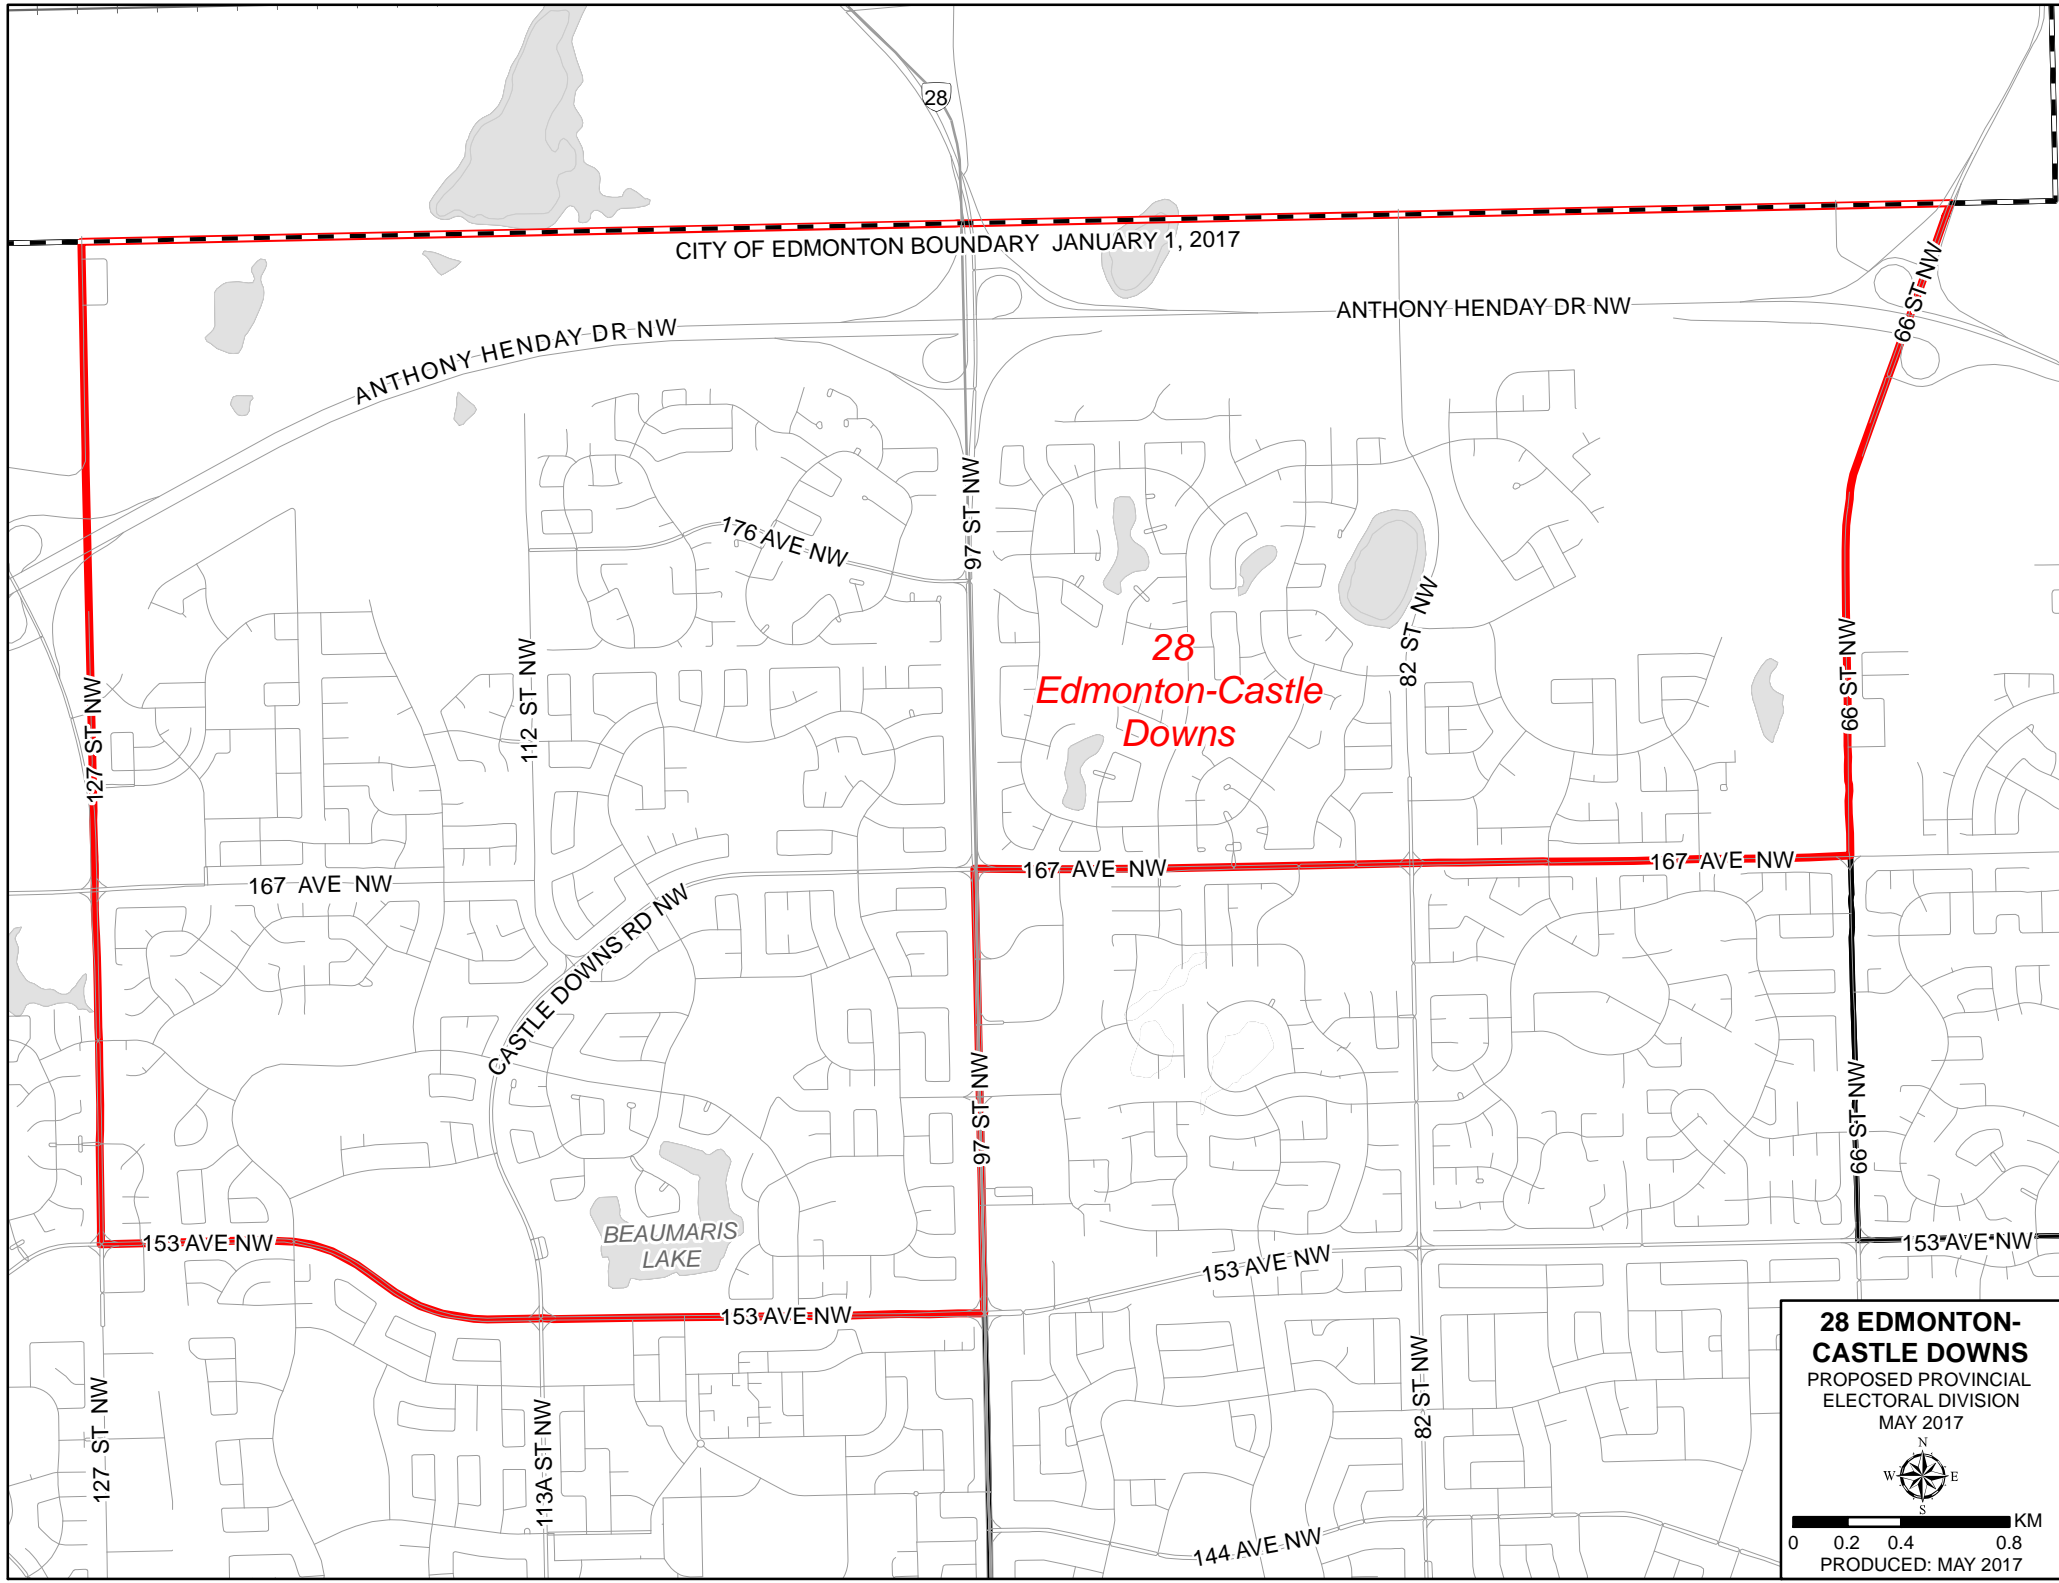 28
CITY OF EDMONTON BOUNDARY JANUARY 1, 2017
66 ST NW
ANTHONY HENDAY DR NW
ANTHONY HENDAY DR NW
97 ST NW
176 AVE NW
82 ST NW
112 ST NW
28
Edmonton-Castle
Downs
66 ST NW
127 ST NW
167 AVE NW
167 AVE NW
167 AVE NW
CASTLE DOWNS RD NW
97 ST NW
66 ST NW
BEAUMARIS
LAKE
153 AVE NW
153 AVE NW
153 AVE NW
153 AVE NW
82 ST NW
127 ST NW
113A ST NW
144 AVE NW
28 EDMONTON-
CASTLE DOWNS
PROPOSED PROVINCIAL
ELECTORAL DIVISION
MAY 2017
N
W E
S
KM
0 0.2 0.4 0.8
PRODUCED: MAY 2017